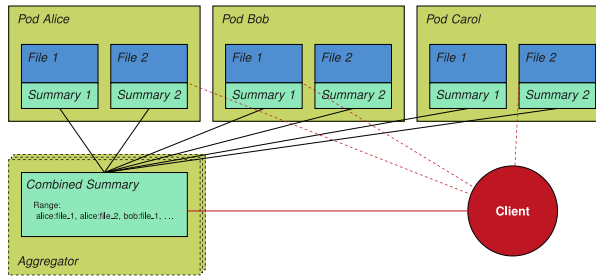 Pod Alice
Pod Bob
Pod Carol
File 1
File 2
File 1
File 2
File 1
File 2
Summary 1
Summary 2
Summary 1
Summary 2
Summary 1
Summary 2
Combined Summary
Range:
alice:file_1, alice:file_2, bob:file_1, ...
Client
Aggregator